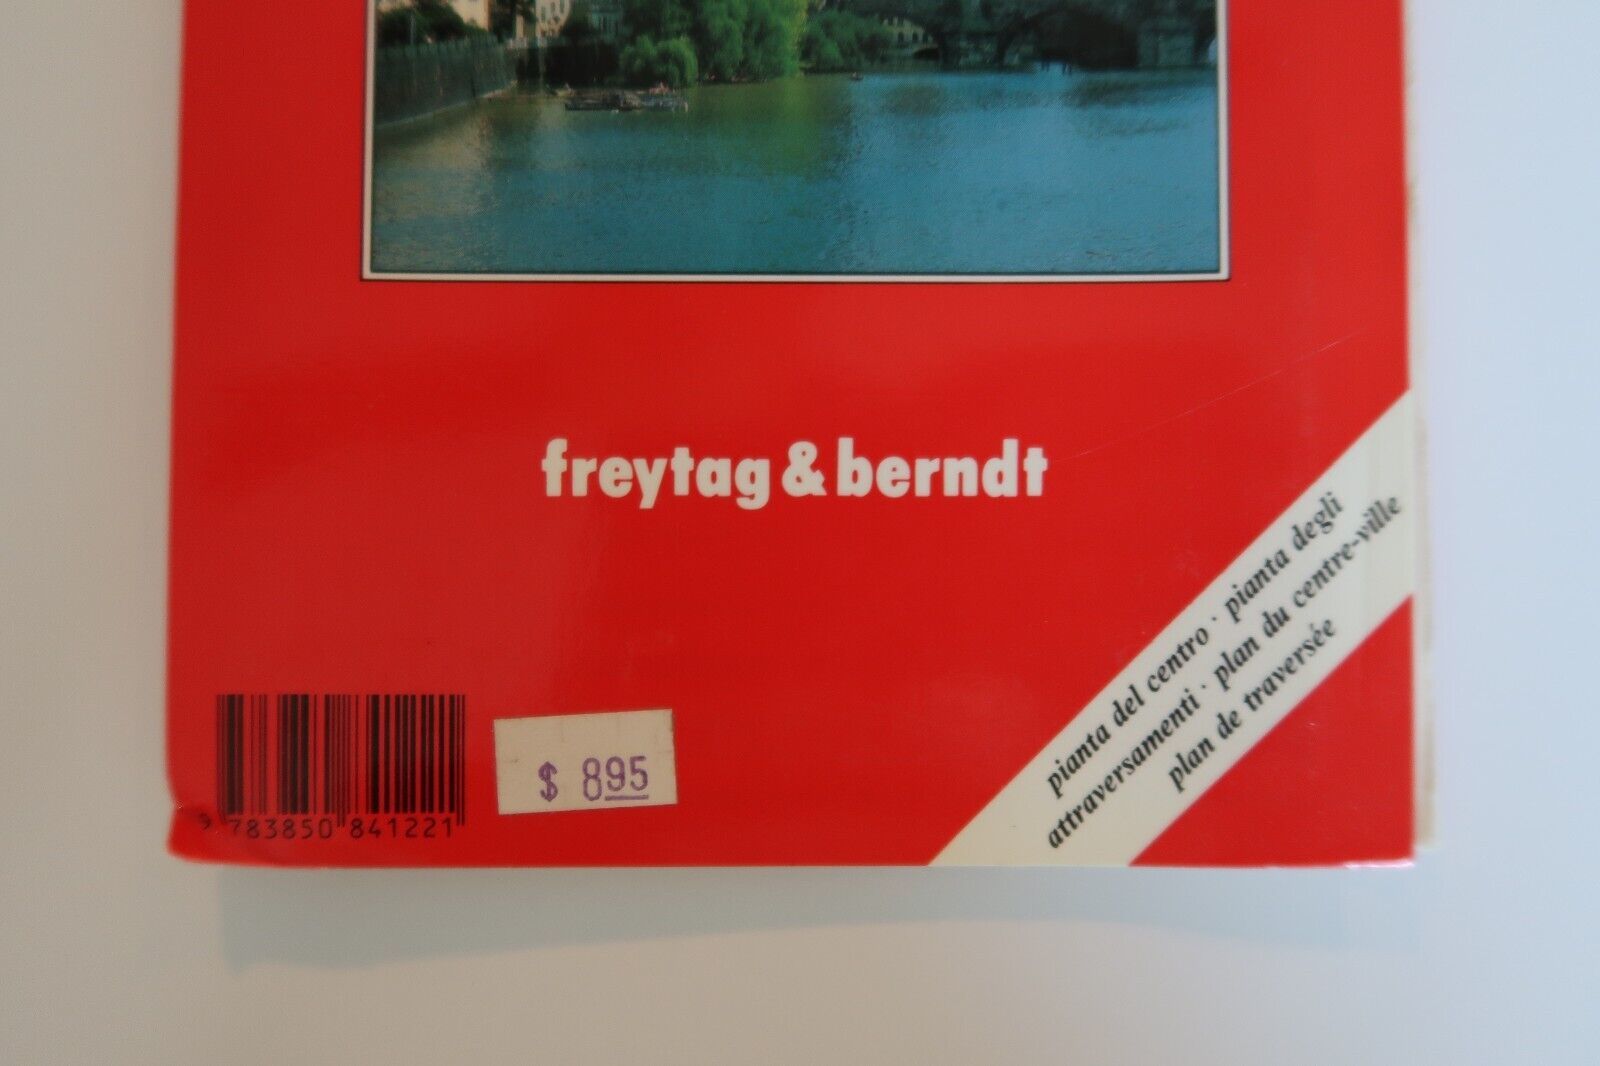 freytag & berndt
pianta del centro · pianta degli
attraversamenti · plan du centre-ville
plan de traversée
$ 895
9 783850 841221